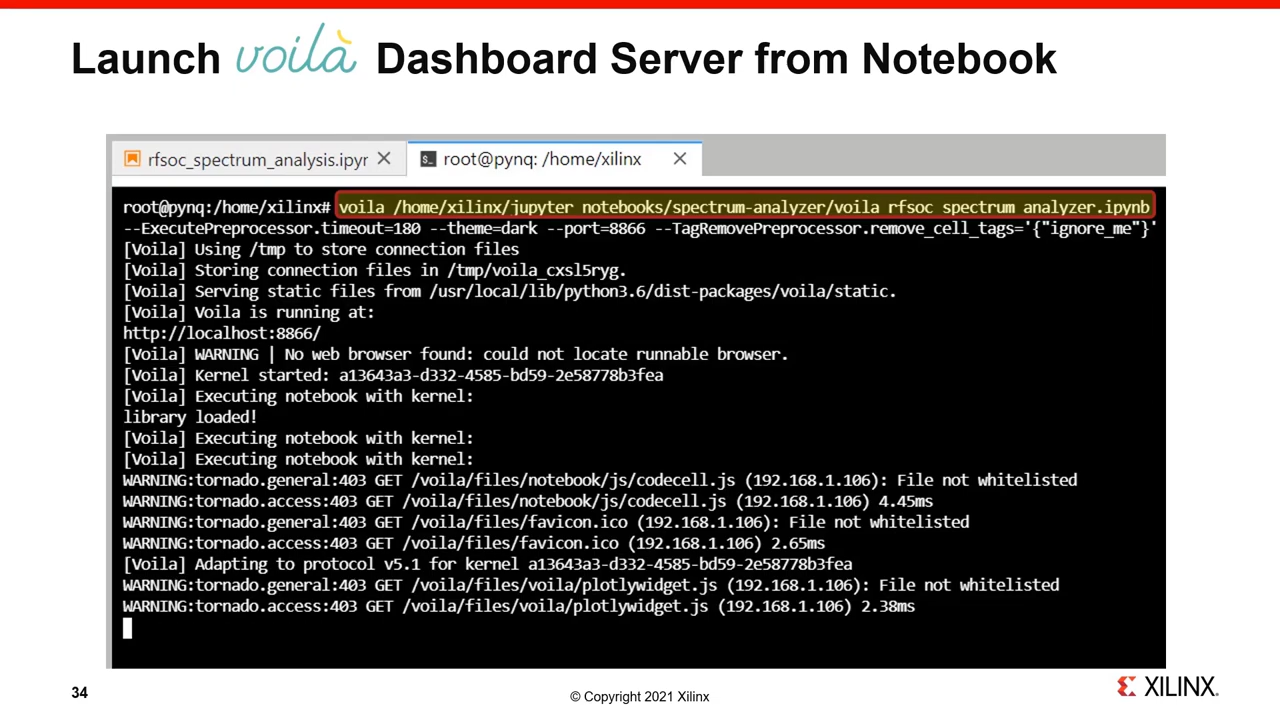 Launch voilà Dashboard Server from Notebook
rfsoc_spectrum_analysis.ipyr
root@pynq: /home/xilinx
root@pynq:/home/xilinx# voila /home/xilinx/jupyter notebooks/spectrum-analyzer/voila rfsoc spectrum analyzer.ipynb
--ExecutePreprocessor.timeout=180 --theme=dark --port=8866 --TagRemovePreprocessor.remove_cell_tags='{"ignore_me"}'
[Voila] Using /tmp to store connection files
[Voila] Storing connection files in /tmp/voila_cxsl5ryg.
[Voila] Serving static files from /usr/local/lib/python3.6/dist-packages/voila/static.
[Voila] Voila is running at:
http://localhost:8866/
[Voila] WARNING | No web browser found: could not locate runnable browser.
[Voila] Kernel started: a13643a3-d332-4585-bd59-2e58778b3fea
[Voila] Executing notebook with kernel:
library loaded!
[Voila] Executing notebook with kernel:
[Voila] Executing notebook with kernel:
WARNING:tornado.general:403 GET /voila/files/notebook/js/codecell.js (192.168.1.106): File not whitelisted
WARNING:tornado.access:403 GET /voila/files/notebook/js/codecell.js (192.168.1.106) 4.45ms
WARNING:tornado.general:403 GET /voila/files/favicon.ico (192.168.1.106): File not whitelisted
WARNING:tornado.access:403 GET /voila/files/favicon.ico (192.168.1.106) 2.65ms
[Voila] Adapting to protocol v5.1 for kernel a13643a3-d332-4585-bd59-2e58778b3fea
WARNING:tornado.general:403 GET /voila/files/voila/plotlywidget.js (192.168.1.106): File not whitelisted
WARNING:tornado.access:403 GET /voila/files/voila/plotlywidget.js (192.168.1.106) 2.38ms
34
© Copyright 2021 Xilinx
XILINX.